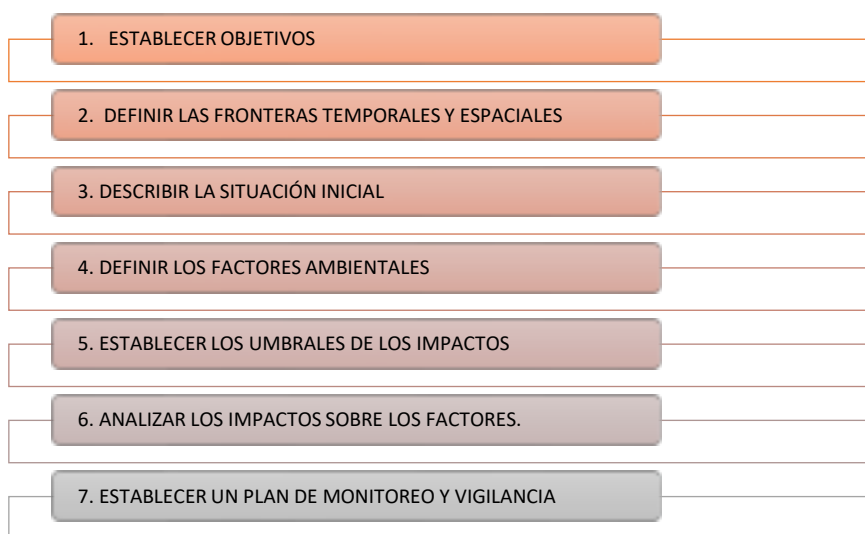 1. ESTABLECER OBJETIVOS
2. DEFINIR LAS FRONTERAS TEMPORALES Y ESPACIALES
3. DESCRIBIR LA SITUACIÓN INICIAL
4. DEFINIR LOS FACTORES AMBIENTALES
5. ESTABLECER LOS UMBRALES DE LOS IMPACTOS
6. ANALIZAR LOS IMPACTOS SOBRE LOS FACTORES.
7. ESTABLECER UN PLAN DE MONITOREO Y VIGILANCIA